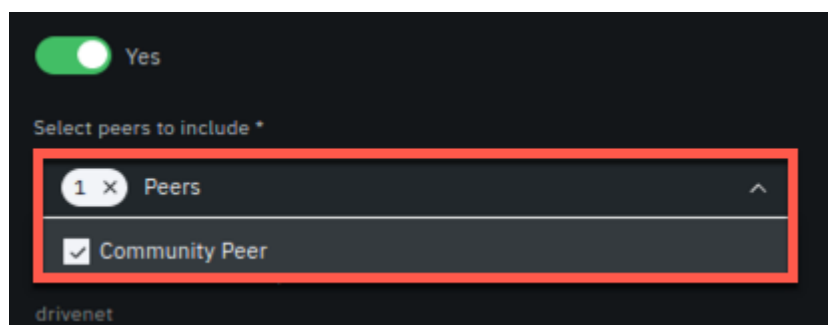 Yes
Select peers to include *
1 × Peers
Community Peer
drivenet